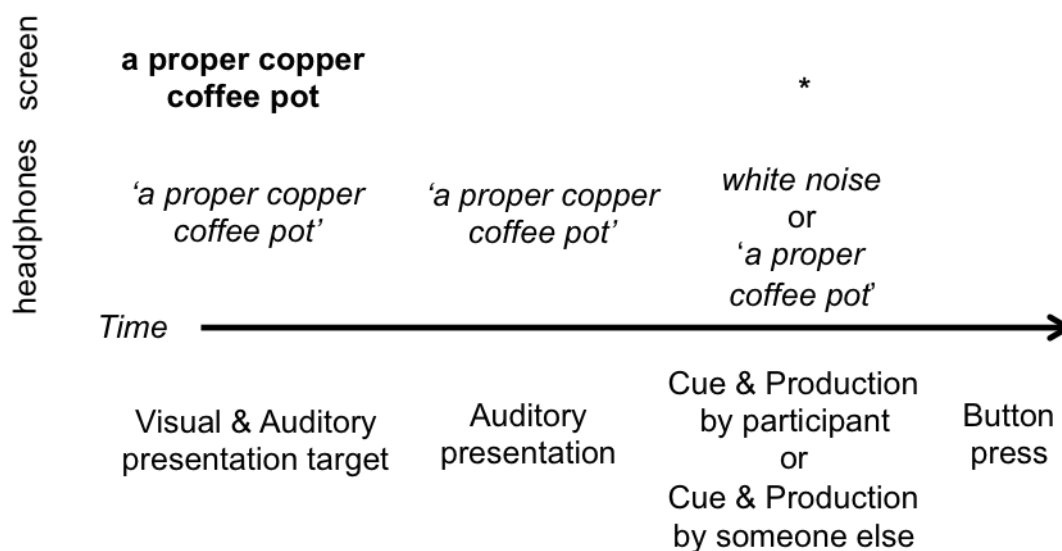 screen
a proper copper
coffee pot
*
headphones
‘a proper copper
coffee pot’
‘a proper copper
coffee pot’
white noise
or
‘a proper
coffee pot’
Time
Visual & Auditory
presentation target
Auditory
presentation
Cue & Production
by participant
or
Cue & Production
by someone else
Button
press